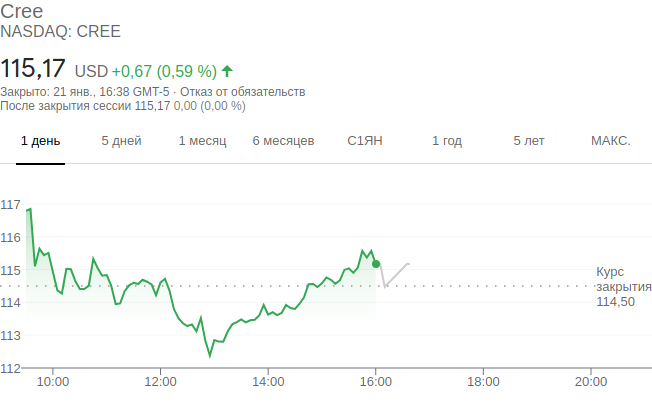 Cree
NASDAQ: CREE
115,17 USD +0,67 (0,59 %)
Закрыто: 21 янв., 16:38 GMT-5 · Отказ от обязательств
После закрытия сессии 115,17 0,00 (0,00 %)
1 день 5 дней 1 месяц 6 месяцев С1ЯН 1 год 5 лет МАКС.
117
116
115
114
113
112
Курс
закрытия
114,50
10:00 12:00 14:00 16:00 18:00 20:00